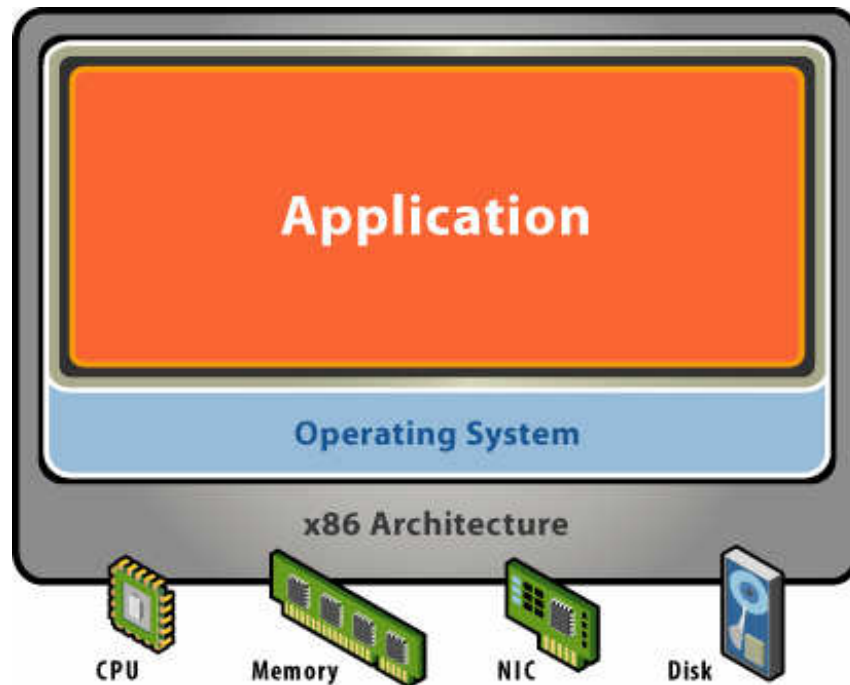 Application
Operating System
x86 Architecture
CPU Memory NIC Disk